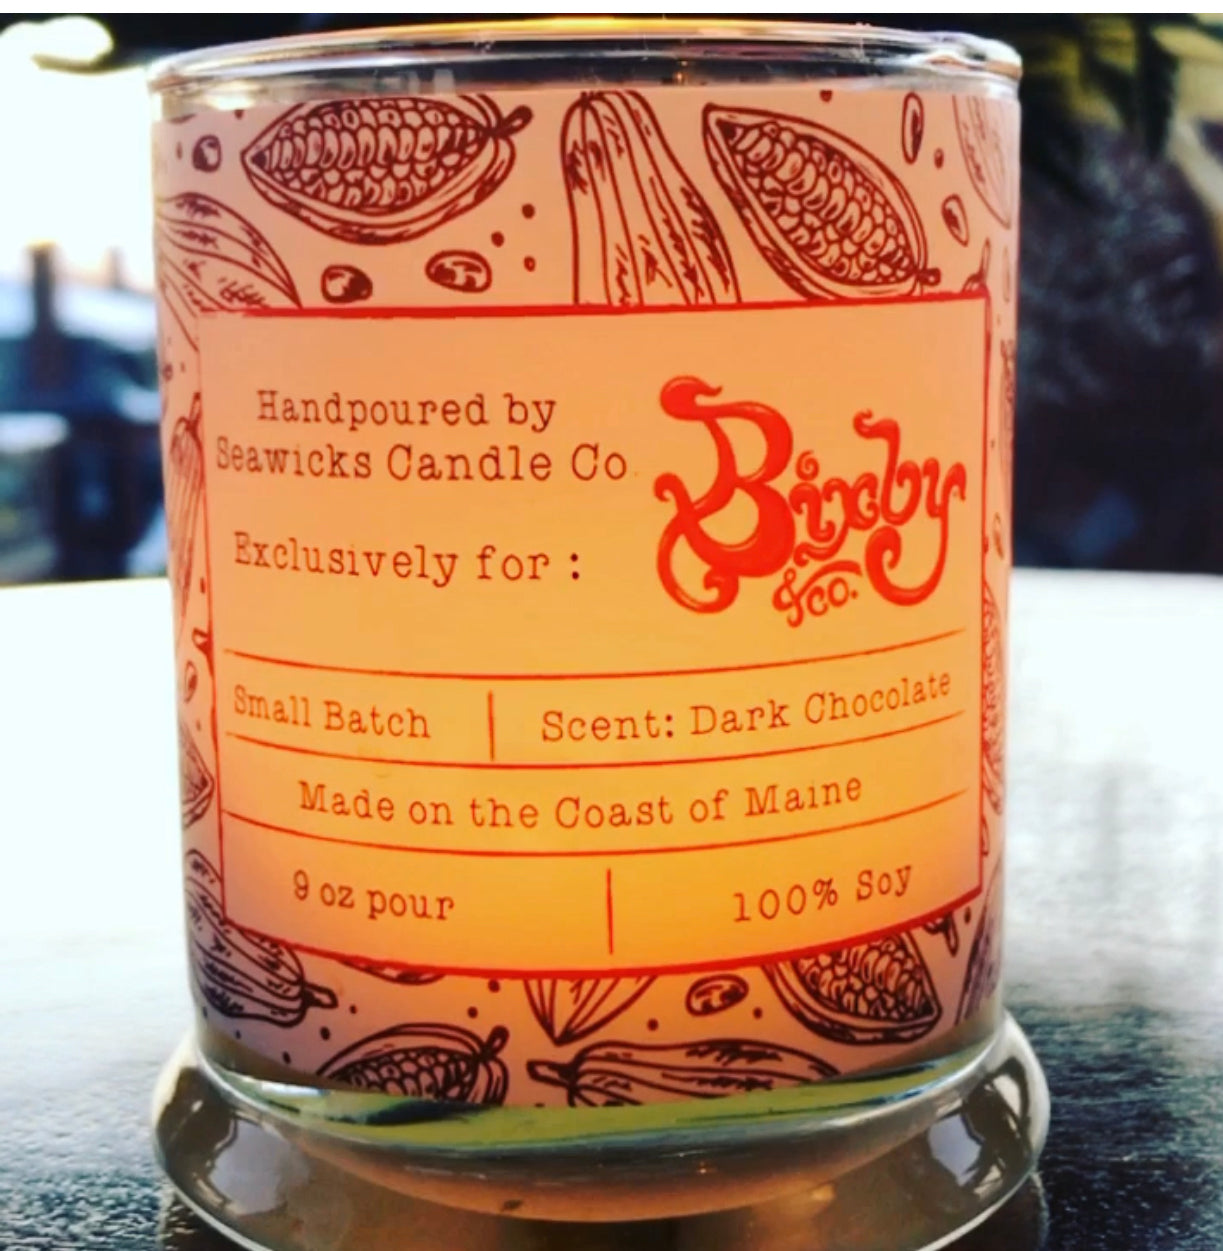 Handpoured by
Seawicks Candle Co.
Exclusively for :
Bixby
&co.
Small Batch
Scent: Dark Chocolate
Made on the Coast of Maine
9 oz pour
100% Soy